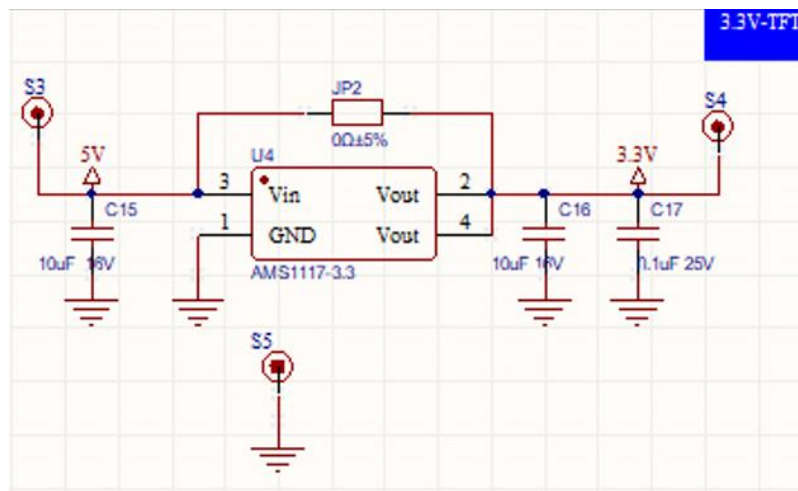 3.3V-TFT
S3
JP2
S4
0Ω±5%
5V
U4
3.3V
3
Vin
Vout
2
C15
C16
C17
1
GND
Vout
4
10uF 16V
AMS1117-3.3
10uF 16V
0.1uF 25V
S5